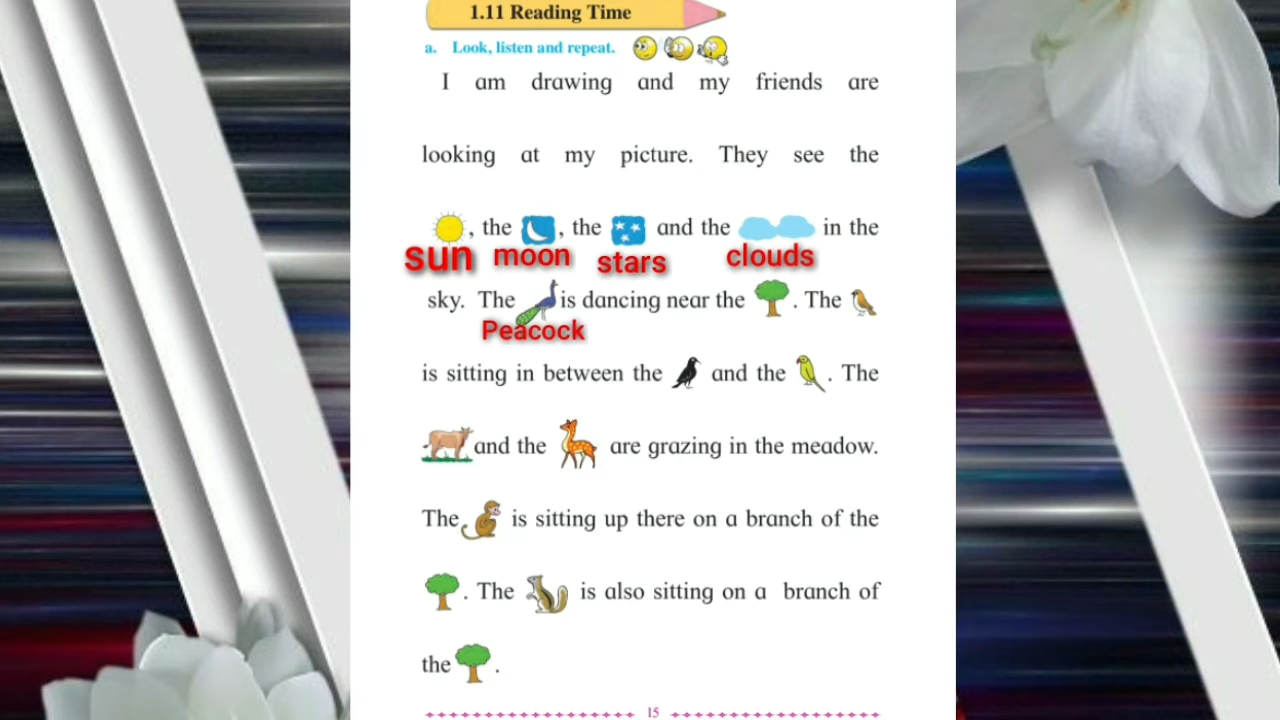 1.11 Reading Time
a. Look, listen and repeat.
I am drawing and my friends are
looking at my picture. They see the
, the , the and the in the
sun moon stars clouds
sky. The is dancing near the . The
Peacock
is sitting in between the and the . The
and the are grazing in the meadow.
The is sitting up there on a branch of the
. The is also sitting on a branch of
the .
15